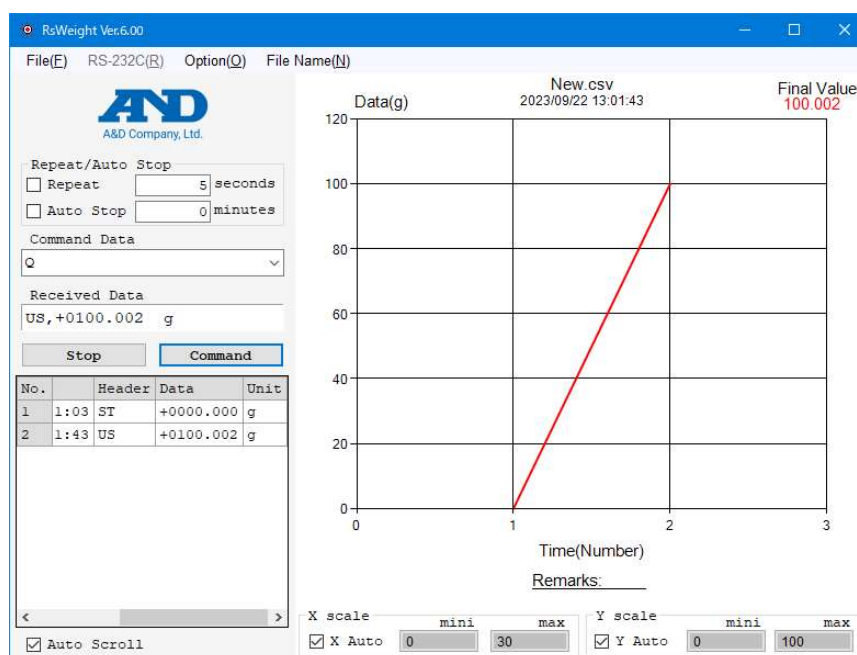 RsWeight Ver.6.00
File(F) RS-232C(R) Option(O) File Name(N)
AND
A&D Company, Ltd.
Repeat/Auto Stop
Repeat 5 seconds
Auto Stop 0 minutes
Command Data
Q
Received Data
US,+0100.002 g
Stop Command
No. Header Data Unit
1 1:03 ST +0000.000 g
2 1:43 US +0100.002 g
Auto Scroll
New.csv
2023/09/22 13:01:43
Final Value
100.002
Data(g)
120
100
80
60
40
20
0
0 1 2 3
Time(Number)
Remarks:
X scale mini max
X Auto 0 30
Y scale mini max
Y Auto 0 100